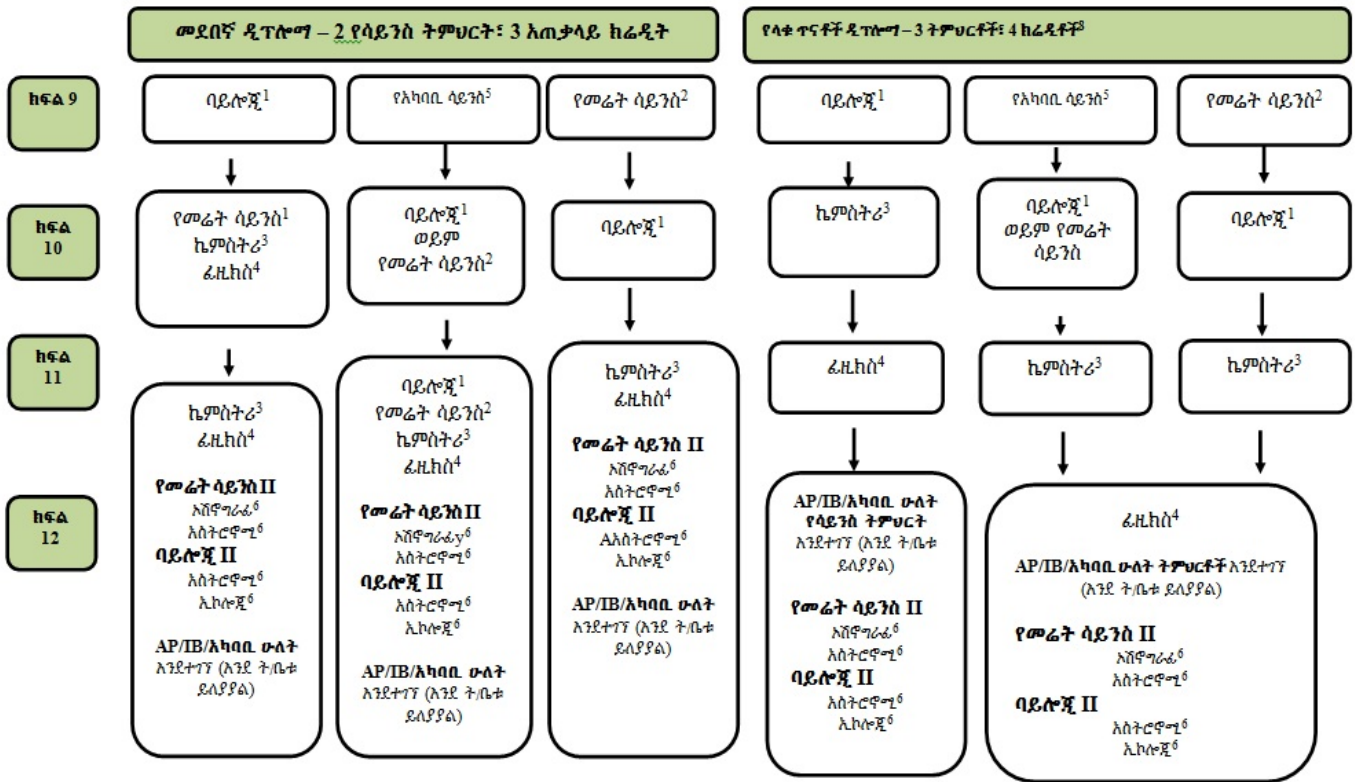 መደበኛ ዲፕሎማ – 2 የሳይንስ ትምህርት፣ 3 አጠቃላይ ክሬዲት
የላቁ ጥናቶች ዲፕሎማ – 3 ትምህርቶች፣ 4 ክሬዲቶች⁸
ክፍል 9
ባይሎጂ¹
የአካባቢ ሳይንስ⁵
የመሬት ሳይንስ²
ባይሎጂ¹
የአካባቢ ሳይንስ⁵
የመሬት ሳይንስ²
ክፍል
10
የመሬት ሳይንስ¹
ኬምስትሪ³
ፊዚክስ⁴
ባይሎጂ¹
ወይም
የመሬት ሳይንስ²
ባይሎጂ¹
ኬምስትሪ³
ባይሎጂ¹
ወይም የመሬት
ሳይንስ
ባይሎጂ¹
ክፍል
11
ፊዚክስ⁴
ኬምስትሪ³
ኬምስትሪ³
ክፍል
12
ኬምስትሪ³
ፊዚክስ⁴
የመሬት ሳይንስ II
ኦሽኖግራፊ⁶
አስትሮኖሚ⁶
ባይሎጂ II
አስትሮኖሚ⁶
ኢኮሎጂ⁶
AP/IB/አካባቢ ሁለት
እንደተገኘ (እንደ ት/ቤቱ
ይለያያል)
ባይሎጂ¹
የመሬት ሳይንስ²
ኬምስትሪ³
ፊዚክስ⁴
የመሬት ሳይንስ II
ኦሽኖግራፊy⁶
አስትሮኖሚ⁶
ባይሎጂ II
አስትሮኖሚ⁶
ኢኮሎጂ⁶
AP/IB/አካባቢ ሁለት
እንደተገኘ (እንደ ት/ቤቱ
ይለያያል)
ኬምስትሪ³
ፊዚክስ⁴
የመሬት ሳይንስ II
ኦሽኖግራፊ⁶
አስትሮኖሚ⁶
ባይሎጂ II
Aአስትሮኖሚ⁶
ኢኮሎጂ⁶
AP/IB/አካባቢ ሁለት
እንደተገኘ (እንደ ት/ቤቱ
ይለያያል)
AP/IB/አካባቢ ሁለት
የሳይንስ ትምህርት
እንደተገኘ (እንደ ት/ቤቱ
ይለያያል)
የመሬት ሳይንስ II
ኦሽኖግራፊ⁶
አስትሮኖሚ⁶
ባይሎጂ II
አስትሮኖሚ⁶
ኢኮሎጂ⁶
ፊዚክስ⁴
AP/IB/አካባቢ ሁለት ትምህርቶች እንደተገኘ
(እንደ ት/ቤቱ ይለያያል)
የመሬት ሳይንስ II
ኦሽኖግራፊ⁶
አስትሮኖሚ⁶
ባይሎጂ II
አስትሮኖሚ⁶
ኢኮሎጂ⁶